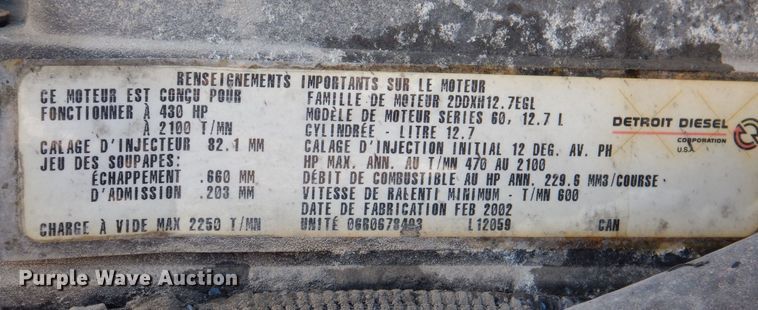 RENSEIGNEMENTS IMPORTANTS SUR LE MOTEUR
CE MOTEUR EST CONÇU POUR
FONCTIONNER À 430 HP
À 2100 T/MN
CALAGE D'INJECTEUR 82.1 MM
JEU DES SOUPAPES:
ÉCHAPPEMENT .660 MM
D'ADMISSION .203 MM
CHARGE À VIDE MAX 2250 T/MN
FAMILLE DE MOTEUR 2DDXH12.7EGL
MODÈLE DE MOTEUR SERIES 60, 12.7 L
CYLINDRÉE - LITRE 12.7
CALAGE D'INJECTION INITIAL 12 DEG. AV. PH
HP MAX. ANN. AU T/MN 470 AU 2100
DÉBIT DE COMBUSTIBLE AU HP ANN. 229.6 MM3/COURSE
VITESSE DE RALENTI MINIMUM - T/MN 600
DATE DE FABRICATION FEB 2002
UNITÉ 06R0678403 L12059 CAN
DETROIT DIESEL
CORPORATION
U.S.A.
Purple Wave Auction